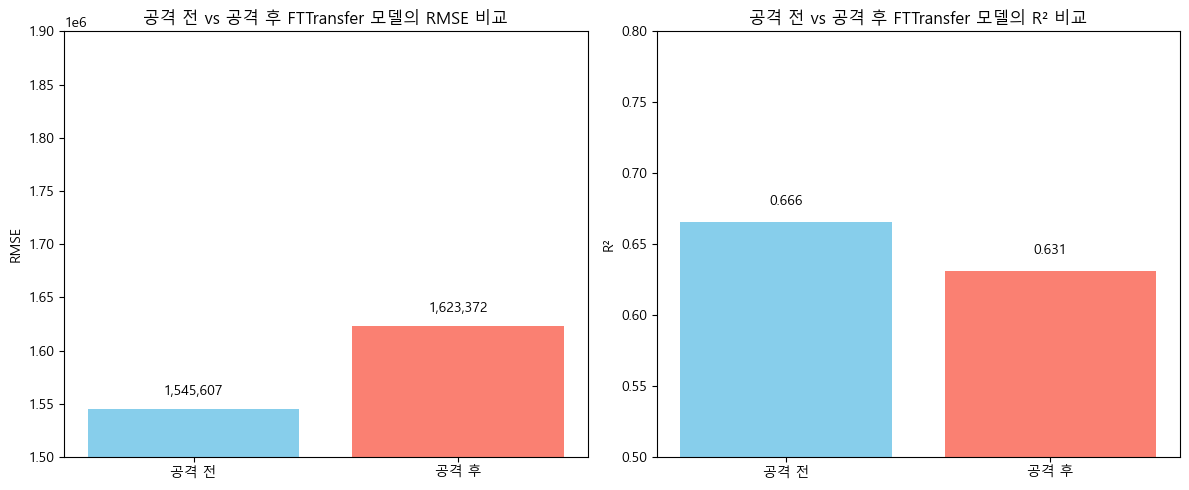 공격 전 vs 공격 후 FTTransfer 모델의 RMSE 비교
1e6
1.90
1.85
1.80
1.75
1.70
1.65
1.60
1.55
1.50
RMSE
1,545,607
1,623,372
공격 전
공격 후
공격 전 vs 공격 후 FTTransfer 모델의 R² 비교
0.80
0.75
0.70
0.65
0.60
0.55
0.50
R²
0.666
0.631
공격 전
공격 후